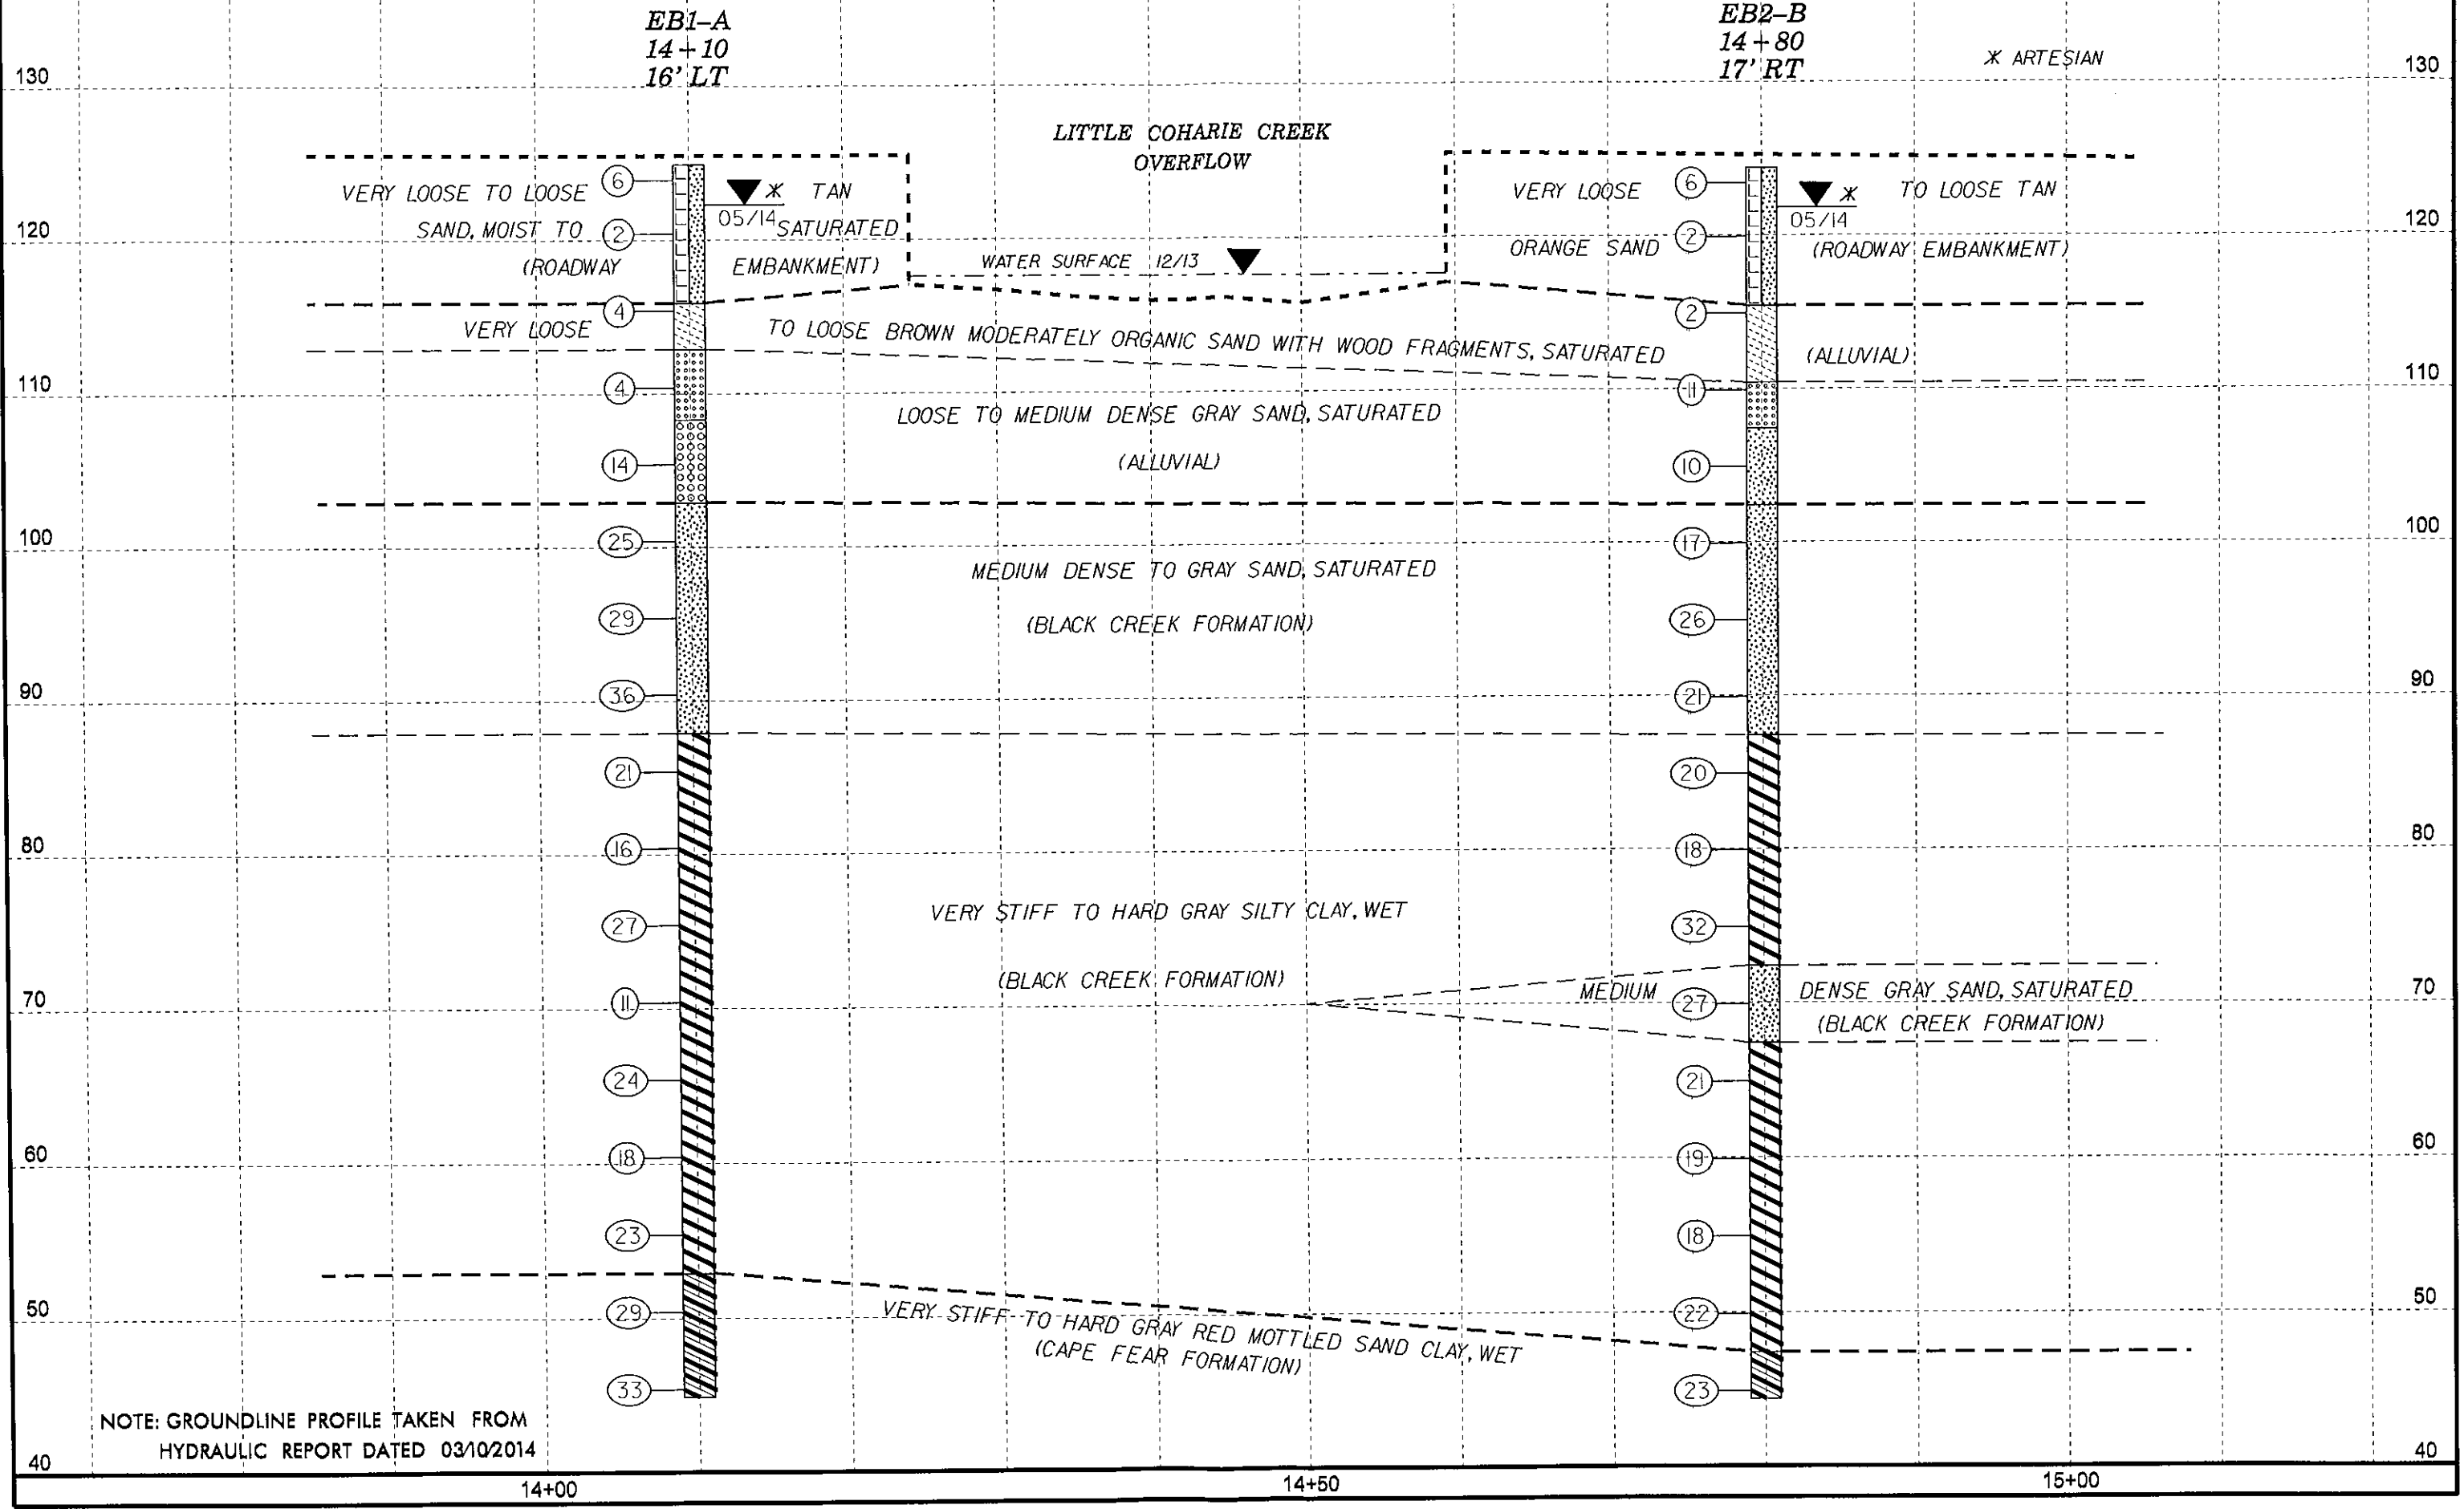 EB1-A
14+10
16' LT
EB2-B
14+80
17' RT
* ARTESIAN
130
130
LITTLE COHARIE CREEK
OVERFLOW
VERY LOOSE TO LOOSE 6 * TAN
05/14
SAND, MOIST TO 2 SATURATED
(ROADWAY EMBANKMENT)
VERY LOOSE 6 * TO LOOSE TAN
05/14
ORANGE SAND 2 (ROADWAY EMBANKMENT)
120
120
WATER SURFACE 12/13
4
2
VERY LOOSE TO LOOSE BROWN MODERATELY ORGANIC SAND WITH WOOD FRAGMENTS, SATURATED (ALLUVIAL)
110
4
11
110
LOOSE TO MEDIUM DENSE GRAY SAND, SATURATED
(ALLUVIAL)
14
10
100
25
17
100
MEDIUM DENSE TO GRAY SAND, SATURATED
(BLACK CREEK FORMATION)
29
26
90
36
21
90
21
20
80
16
18
80
27
32
VERY STIFF TO HARD GRAY SILTY CLAY, WET
(BLACK CREEK FORMATION)
70
11
MEDIUM 27 DENSE GRAY SAND, SATURATED
(BLACK CREEK FORMATION)
70
24
21
60
18
19
60
23
18
50
29
22
50
VERY STIFF TO HARD GRAY RED MOTTLED SAND CLAY, WET
(CAPE FEAR FORMATION)
33
23
NOTE: GROUNDLINE PROFILE TAKEN FROM
HYDRAULIC REPORT DATED 03/10/2014
40
40
14+00
14+50
15+00